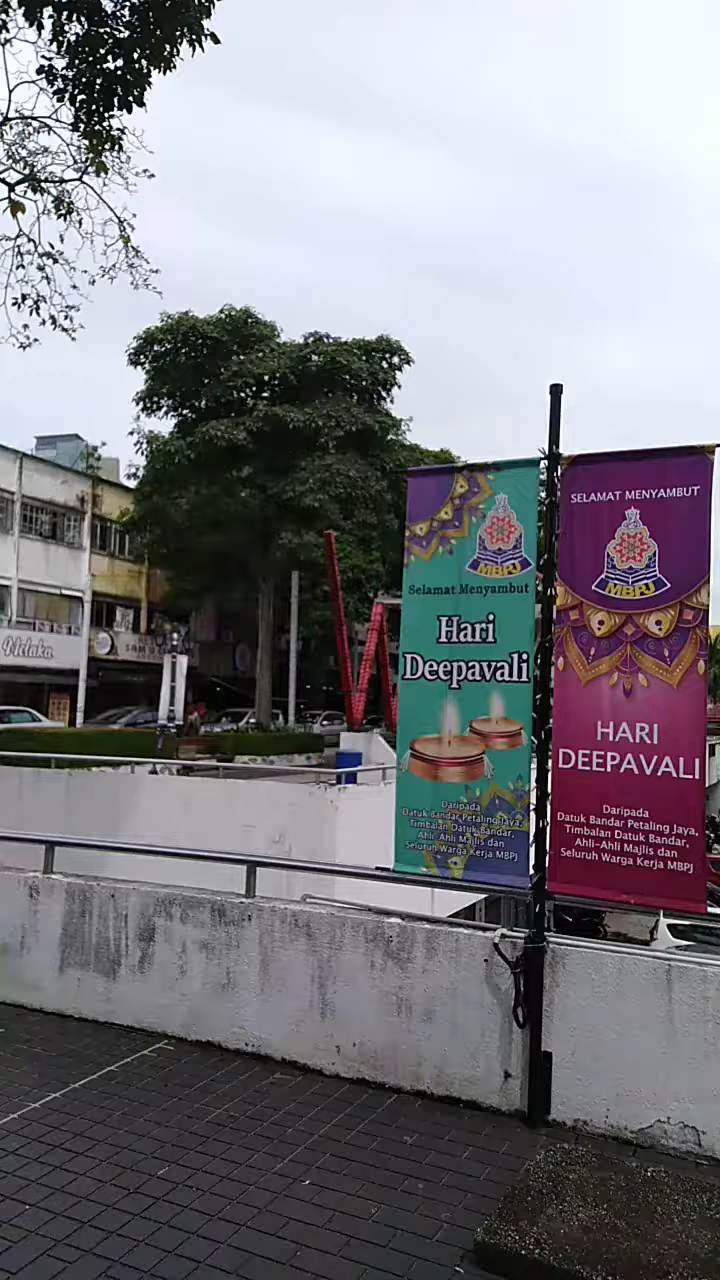 Melaka
MBPJ
Selamat Menyambut
Hari
Deepavali
Daripada
Datuk Bandar Petaling Jaya,
Timbalan Datuk Bandar,
Ahli-Ahli Majlis dan
Seluruh Warga Kerja MBPJ
SELAMAT MENYAMBUT
MBPJ
HARI
DEEPAVALI
Daripada
Datuk Bandar Petaling Jaya,
Timbalan Datuk Bandar,
Ahli-Ahli Majlis dan
Seluruh Warga Kerja MBPJ